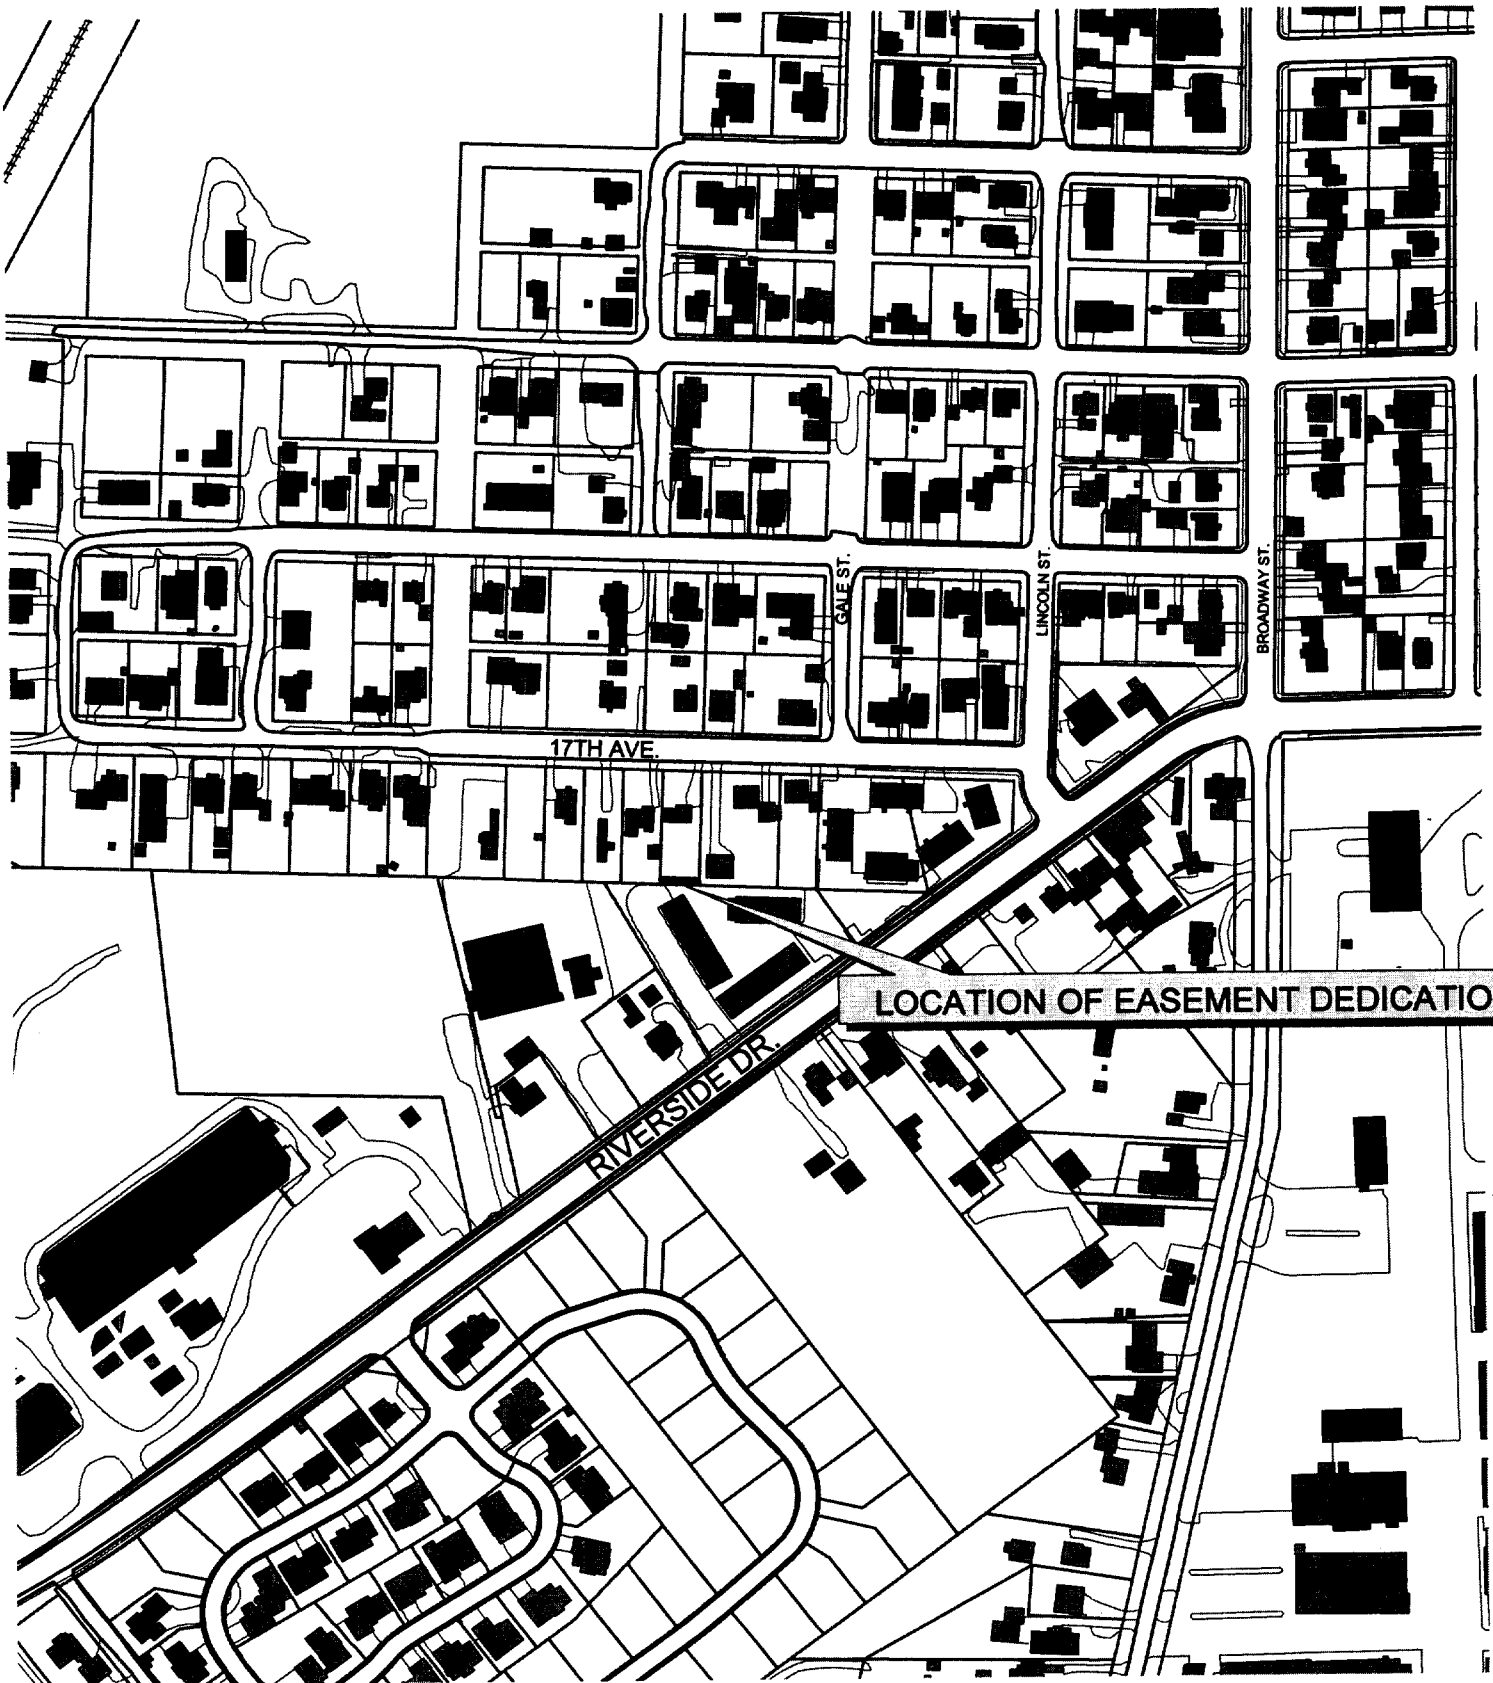 GALE ST.
LINCOLN ST.
BROADWAY ST.
17TH AVE.
LOCATION OF EASEMENT DEDICATIO
RIVERSIDE DR.